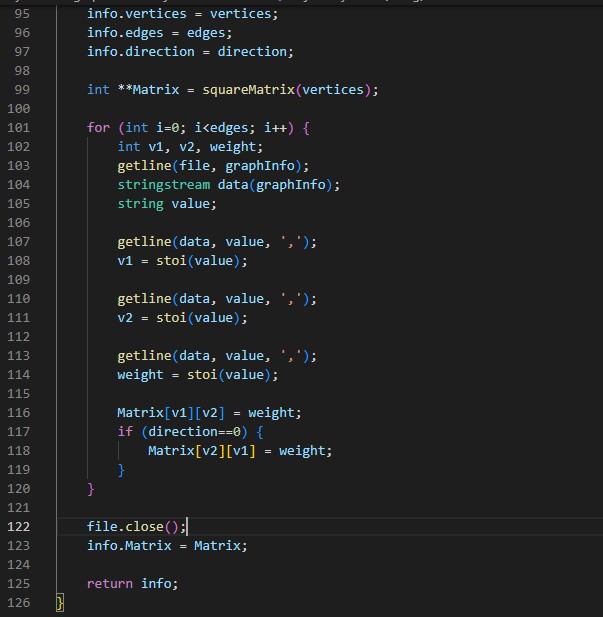 95 info.vertices = vertices;
96 info.edges = edges;
97 info.direction = direction;
98
99 int **Matrix = squareMatrix(vertices);
100
101 for (int i=0; i<edges; i++) {
102 int v1, v2, weight;
103 getline(file, graphInfo);
104 stringstream data(graphInfo);
105 string value;
106
107 getline(data, value, ',');
108 v1 = stoi(value);
109
110 getline(data, value, ',');
111 v2 = stoi(value);
112
113 getline(data, value, ',');
114 weight = stoi(value);
115
116 Matrix[v1][v2] = weight;
117 if (direction==0) {
118 Matrix[v2][v1] = weight;
119 }
120 }
121
122 file.close();
123 info.Matrix = Matrix;
124
125 return info;
126 }